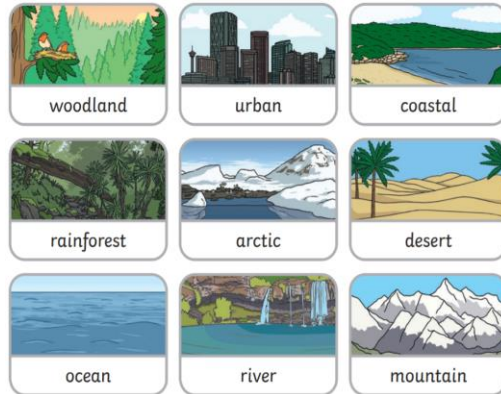 woodland
urban
coastal
rainforest
arctic
desert
ocean
river
mountain